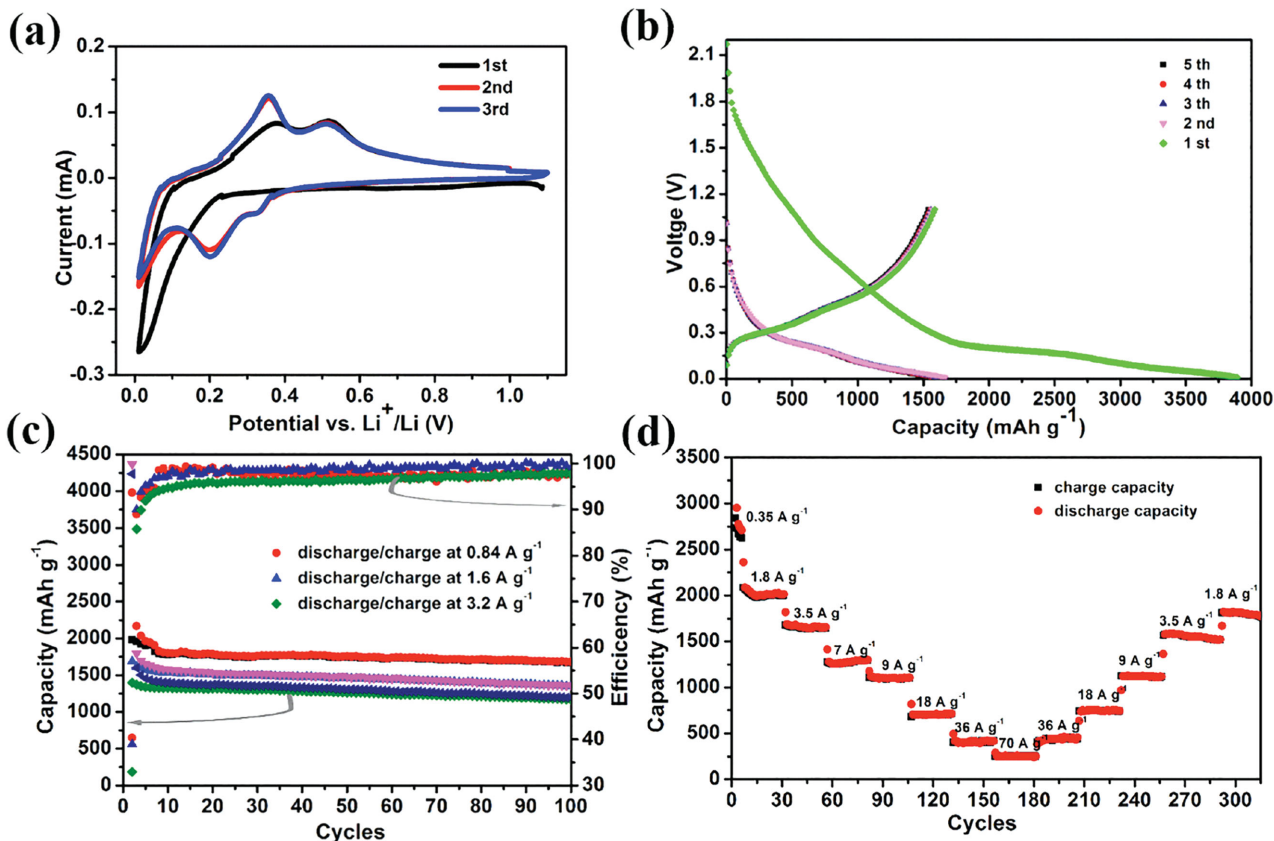 (a)
0.2
0.1
0.0
-0.1
-0.2
-0.3
Current (mA)
1st
2nd
3rd
0.0 0.2 0.4 0.6 0.8 1.0
Potential vs. Li+/Li (V)
(b)
2.1
1.8
1.5
1.2
0.9
0.6
0.3
0.0
Voltge (V)
5 th
4 th
3 th
2 nd
1 st
0 500 1000 1500 2000 2500 3000 3500 4000
Capacity (mAh g-1)
(c)
4500
4250
4000
3750
3500
2250
2000
1750
1500
1250
1000
750
500
250
0
Capacity (mAh g-1)
100
90
80
70
60
50
40
30
Efficicency (%)
discharge/charge at 0.84 A g-1
discharge/charge at 1.6 A g-1
discharge/charge at 3.2 A g-1
0 10 20 30 40 50 60 70 80 90 100
Cycles
(d)
3500
3000
2500
2000
1500
1000
500
0
Capacity (mAh g-1)
charge capacity
discharge capacity
0.35 A g-1
1.8 A g-1
3.5 A g-1
7 A g-1
9 A g-1
18 A g-1
36 A g-1
70 A g-1
36 A g-1
18 A g-1
9 A g-1
3.5 A g-1
1.8 A g-1
0 30 60 90 120 150 180 210 240 270 300
Cycles